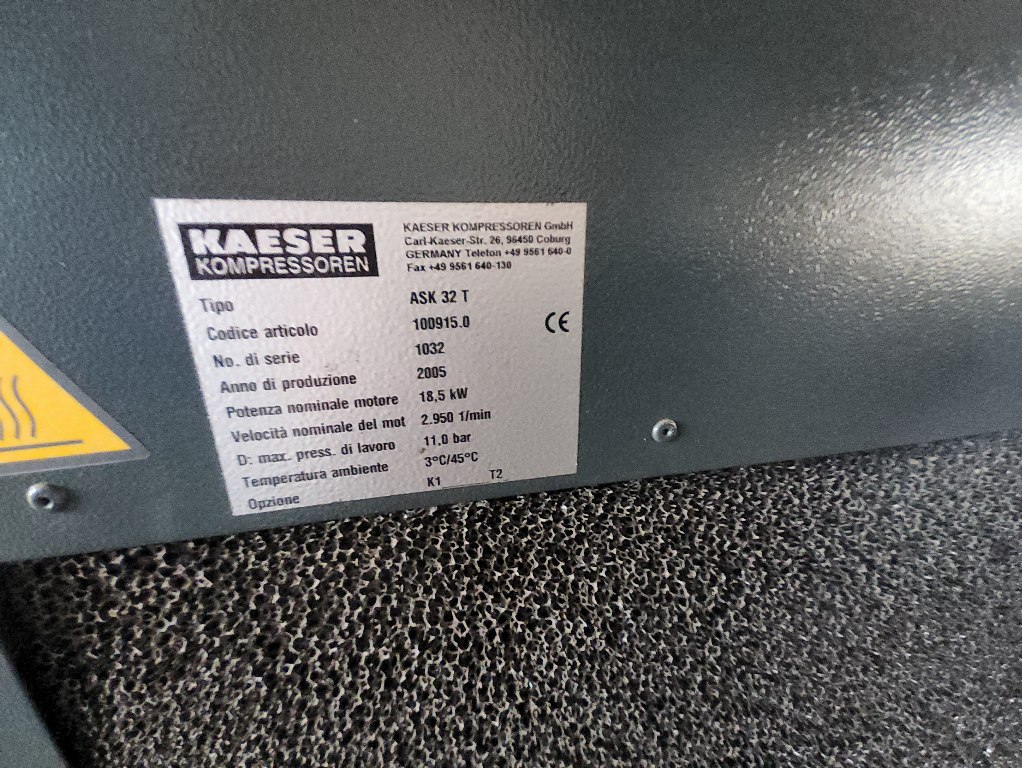 KAESER
KOMPRESSOREN
KAESER KOMPRESSOREN GmbH
Carl-Kaeser-Str. 26, 96450 Coburg
GERMANY Telefon +49 9561 640-0
Fax +49 9561 640-130
Tipo ASK 32 T
Codice articolo 100915.0
CE
No. di serie 1032
Anno di produzione 2005
Potenza nominale motore 18,5 kW
Velocità nominale del mot 2.950 1/min
D: max. press. di lavoro 11,0 bar
Temperatura ambiente 3°C/45°C
Opzione K1 T2